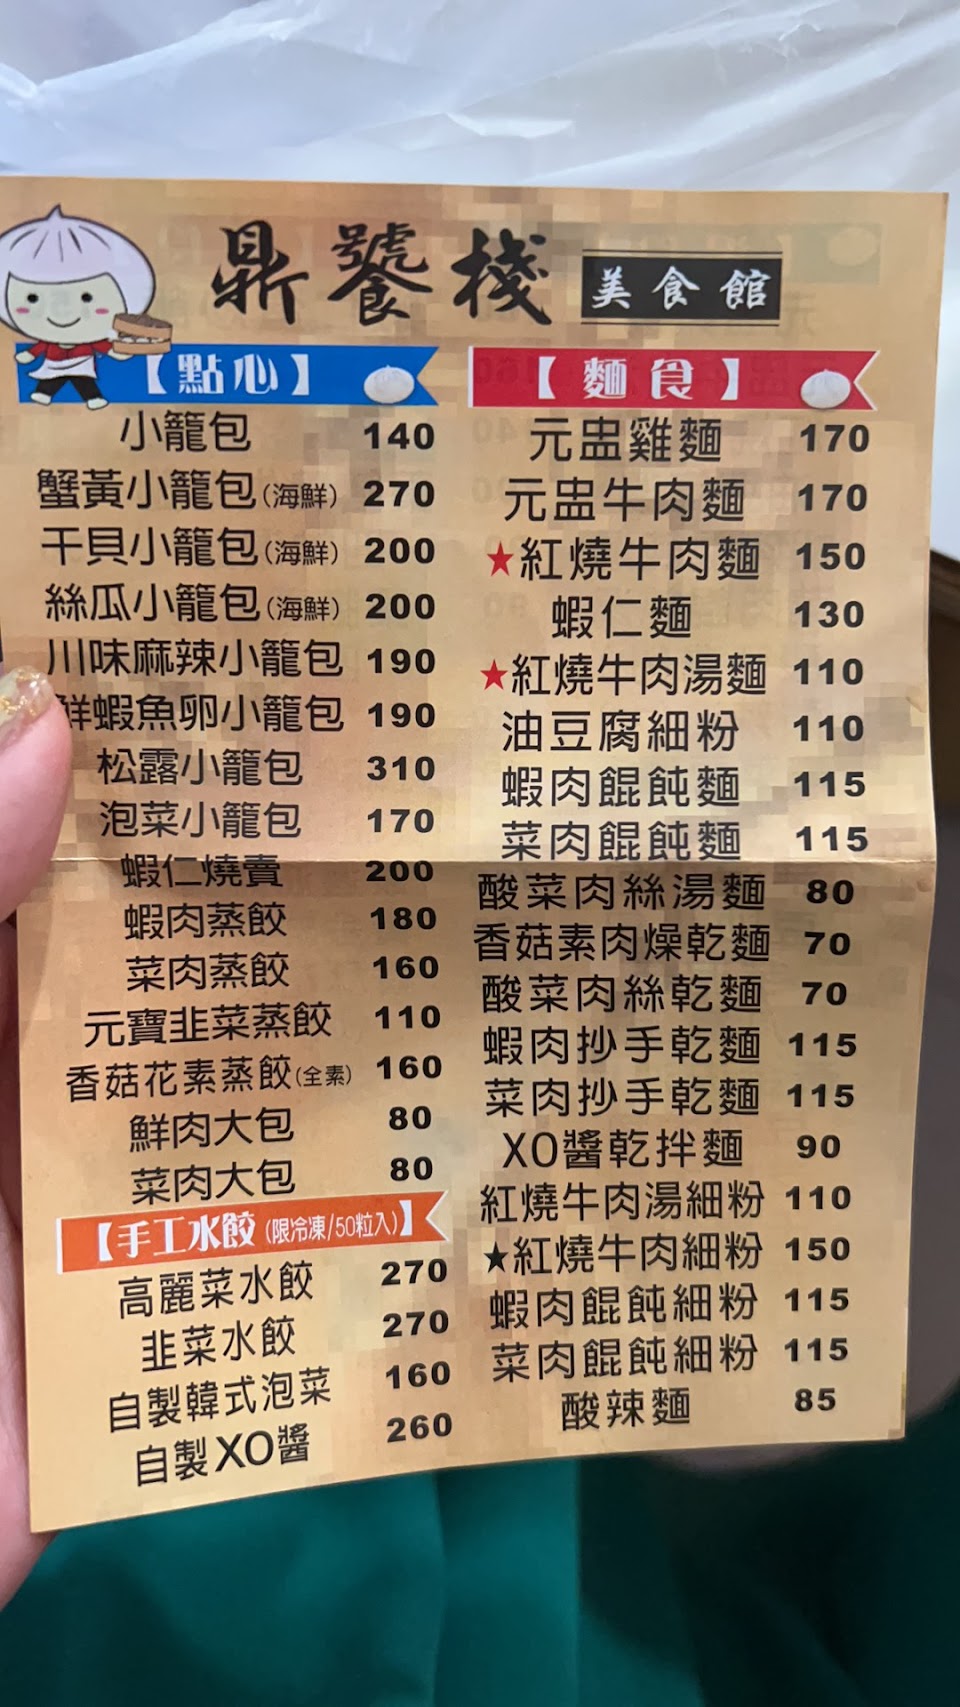 鼎饕棧 美食館
【點心】
小籠包 140
蟹黃小籠包(海鮮) 270
干貝小籠包(海鮮) 200
絲瓜小籠包(海鮮) 200
川味麻辣小籠包 190
鮮蝦魚卵小籠包 190
松露小籠包 310
泡菜小籠包 170
蝦仁燒賣 200
蝦肉蒸餃 180
菜肉蒸餃 160
元寶韭菜蒸餃 110
香菇花素蒸餃(全素) 160
鮮肉大包 80
菜肉大包 80
【手工水餃(限冷凍/50粒入)】
高麗菜水餃 270
韭菜水餃 270
自製韓式泡菜 160
自製XO醬 260
【麵食】
元盅雞麵 170
元盅牛肉麵 170
★紅燒牛肉麵 150
蝦仁麵 130
★紅燒牛肉湯麵 110
油豆腐細粉 110
蝦肉餛飩麵 115
菜肉餛飩麵 115
酸菜肉絲湯麵 80
香菇素肉燥乾麵 70
酸菜肉絲乾麵 70
蝦肉抄手乾麵 115
菜肉抄手乾麵 115
XO醬乾拌麵 90
紅燒牛肉湯細粉 110
★紅燒牛肉細粉 150
蝦肉餛飩細粉 115
菜肉餛飩細粉 115
酸辣麵 85